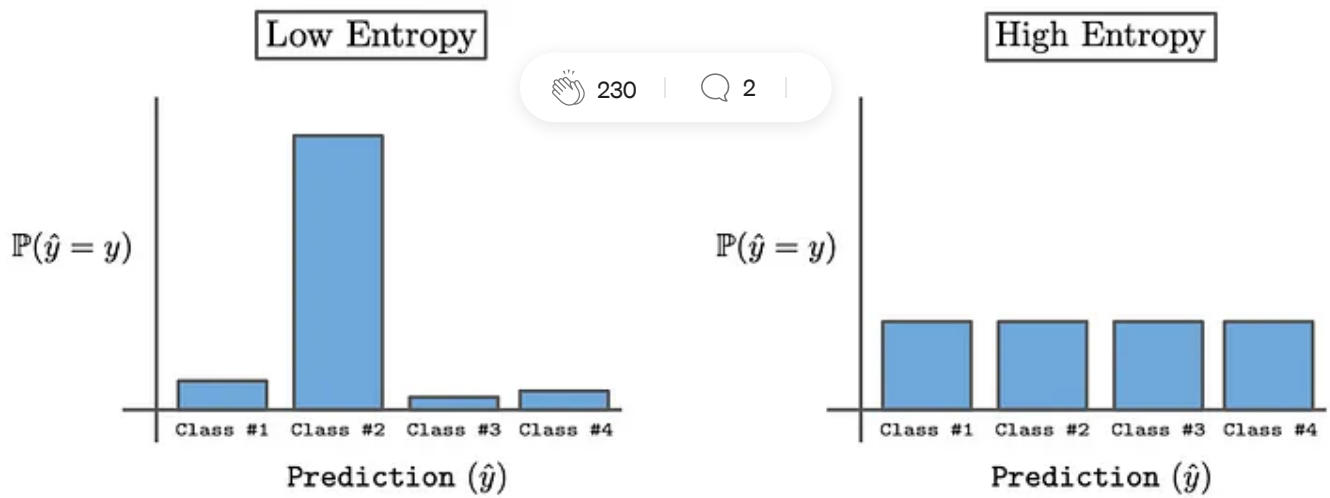 Low Entropy
High Entropy
230
2
ℙ(ŷ = y)
ℙ(ŷ = y)
Class #1 Class #2 Class #3 Class #4
Class #1 Class #2 Class #3 Class #4
Prediction (ŷ)
Prediction (ŷ)